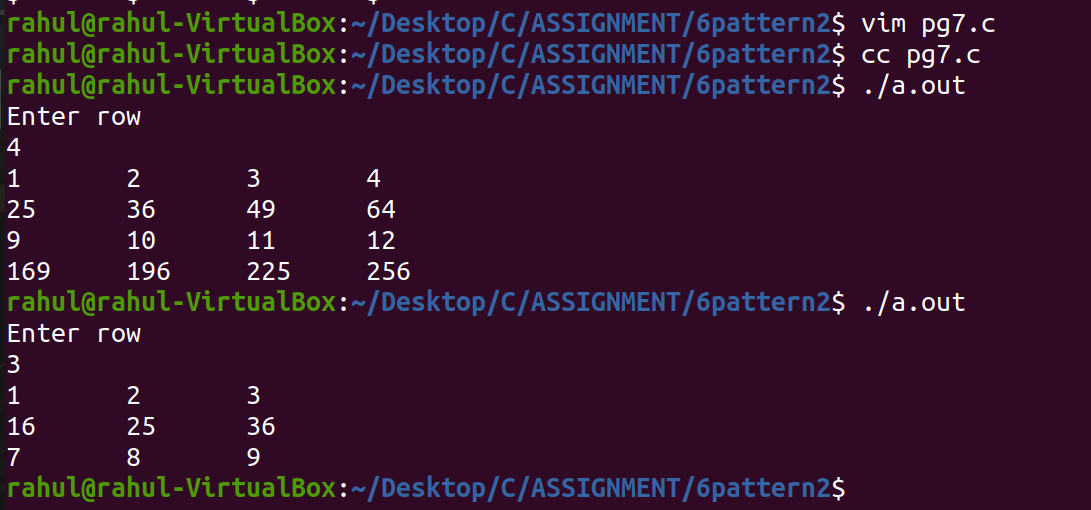 rahul@rahul-VirtualBox:~/Desktop/C/ASSIGNMENT/6pattern2$ vim pg7.c
rahul@rahul-VirtualBox:~/Desktop/C/ASSIGNMENT/6pattern2$ cc pg7.c
rahul@rahul-VirtualBox:~/Desktop/C/ASSIGNMENT/6pattern2$ ./a.out
Enter row
4
1       2       3       4
25      36      49      64
9       10      11      12
169     196     225     256
rahul@rahul-VirtualBox:~/Desktop/C/ASSIGNMENT/6pattern2$ ./a.out
Enter row
3
1       2       3
16      25      36
7       8       9
rahul@rahul-VirtualBox:~/Desktop/C/ASSIGNMENT/6pattern2$